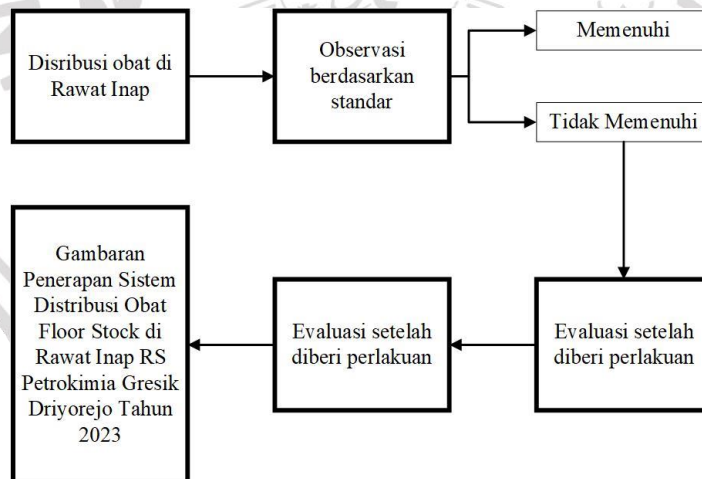 Disribusi obat di
Rawat Inap
Observasi
berdasarkan
standar
Memenuhi
Tidak Memenuhi
Gambaran
Penerapan Sistem
Distribusi Obat
Floor Stock di
Rawat Inap RS
Petrokimia Gresik
Driyorejo Tahun
2023
Evaluasi setelah
diberi perlakuan
Evaluasi setelah
diberi perlakuan